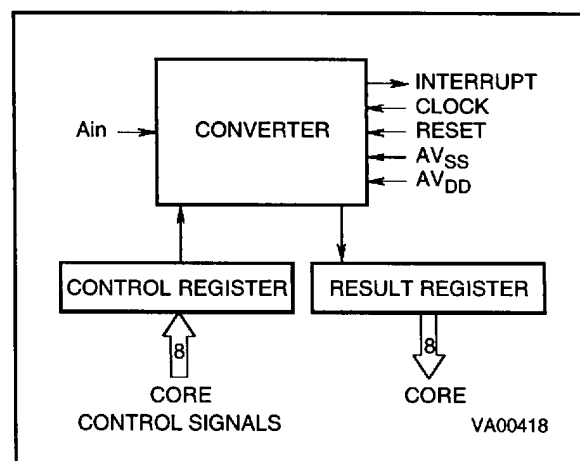 INTERRUPT
CLOCK
Ain
CONVERTER
RESET
AVSS
AVDD
CONTROL REGISTER
RESULT REGISTER
8
8
CORE
CONTROL SIGNALS
CORE
VA00418